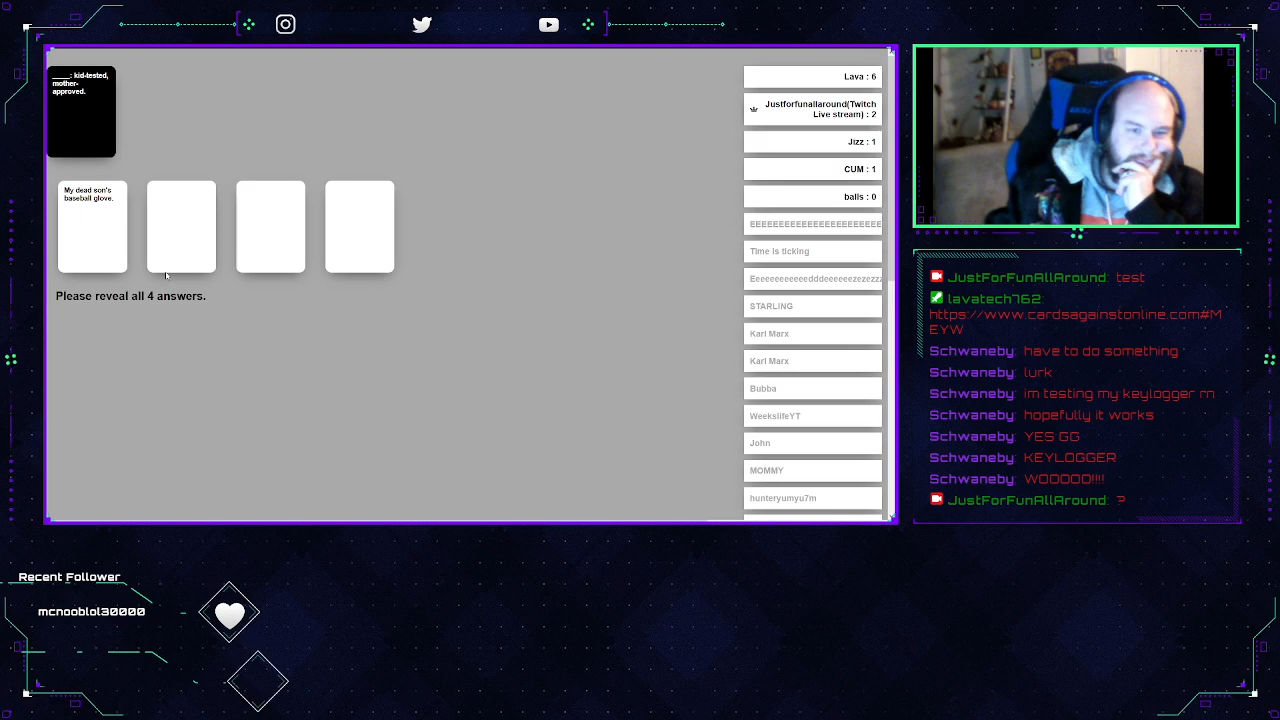 ____: kid-tested,
mother-
approved.
My dead son's
baseball glove.
Please reveal all 4 answers.
Lava : 6
Justforfunallaround(Twitch
Live stream) : 2
Jizz : 1
CUM : 1
balls : 0
Time is ticking
STARLING
Karl Marx
Karl Marx
Bubba
WeekslifeYT
John
MOMMY
hunteryumyu7m
JustForFunAllAround: test
lavatech762:
https://www.cardsagainstonline.com#M
EYW
Schwaneby: have to do something
Schwaneby: lurk
Schwaneby: im testing my keylogger rn
Schwaneby: hopefully it works
Schwaneby: YES GG
Schwaneby: KEYLOGGER
Schwaneby: WOOOOO!!!!
JustForFunAllAround: ?
Recent Follower
mcnooblol30000